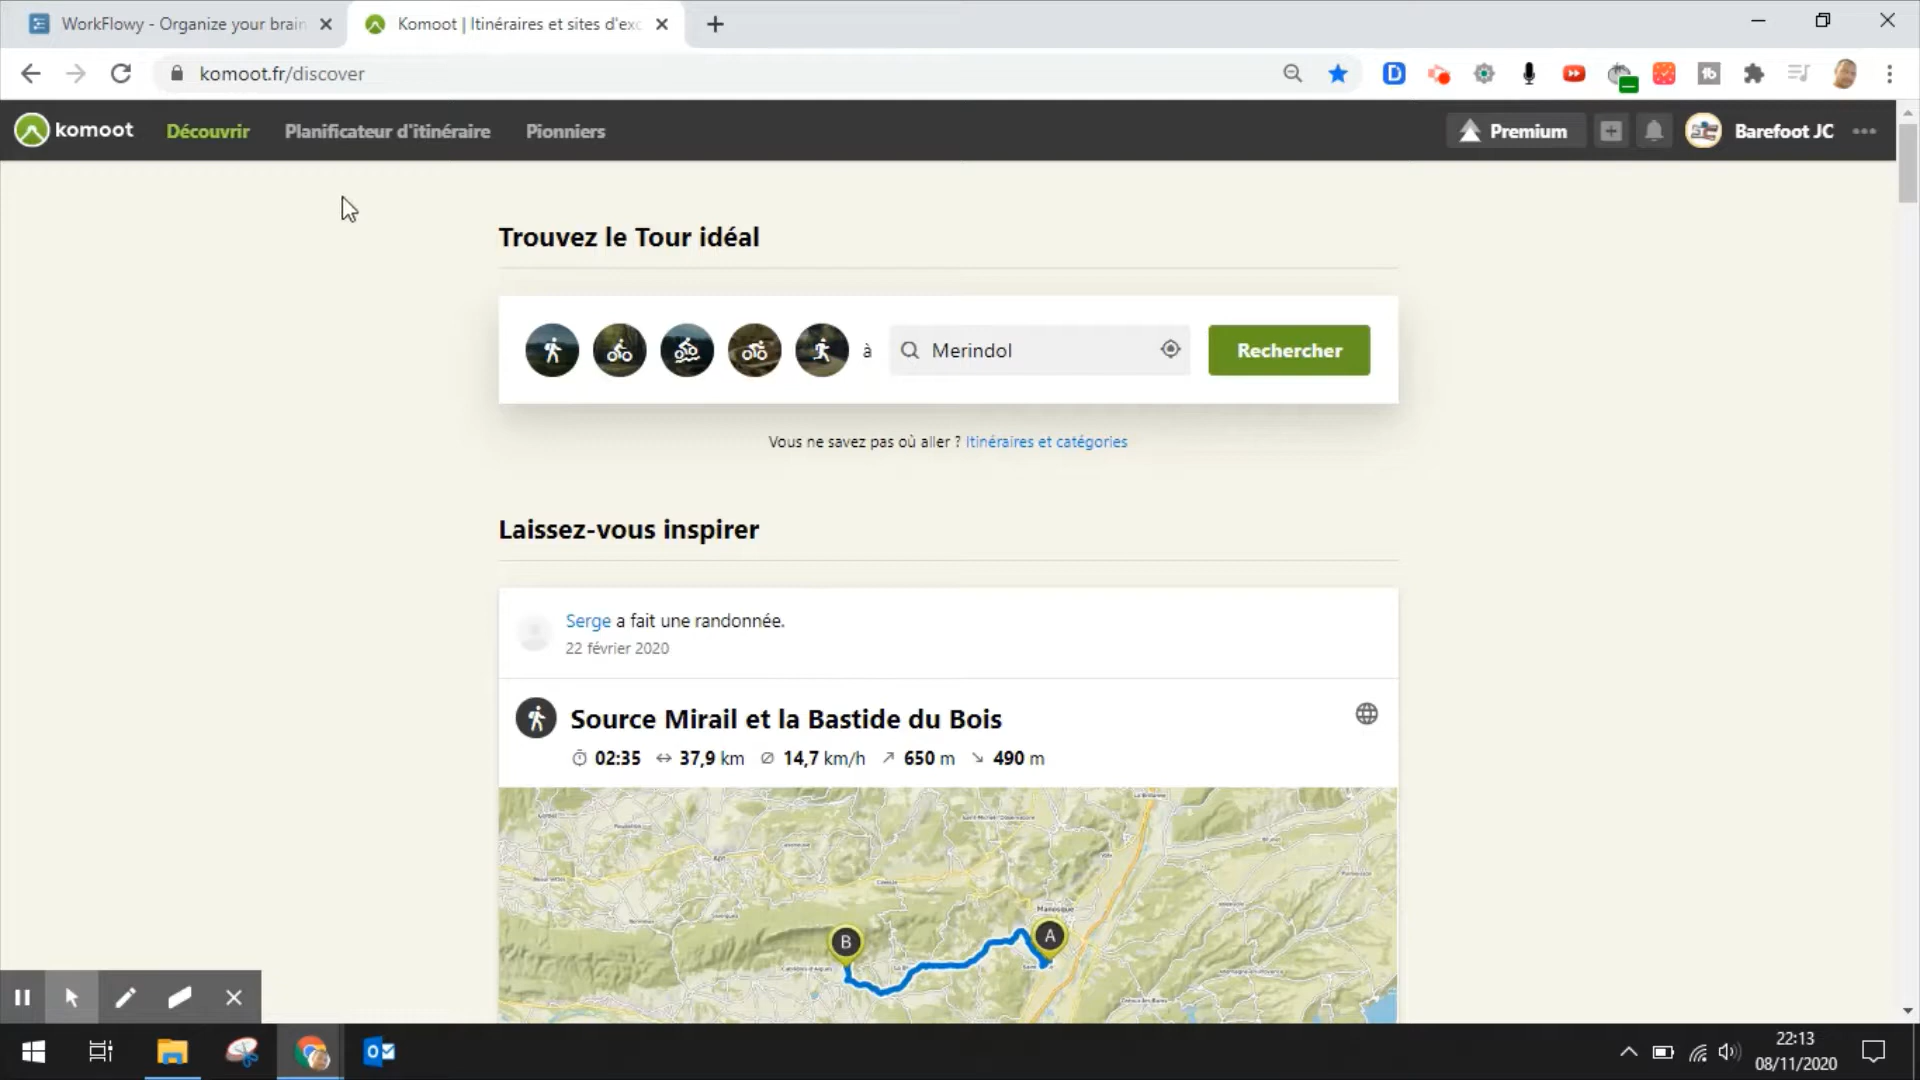 WorkFlowy - Organize your brain
Komoot | Itinéraires et sites d'exc
komoot.fr/discover
komoot
Découvrir
Planificateur d'itinéraire
Pionniers
Premium
Barefoot JC
Trouvez le Tour idéal
à
Merindol
Rechercher
Vous ne savez pas où aller ? Itinéraires et catégories
Laissez-vous inspirer
Serge a fait une randonnée.
22 février 2020
Source Mirail et la Bastide du Bois
02:35 37,9 km 14,7 km/h 650 m 490 m
Apt
Manosque
B
A
22:13
08/11/2020